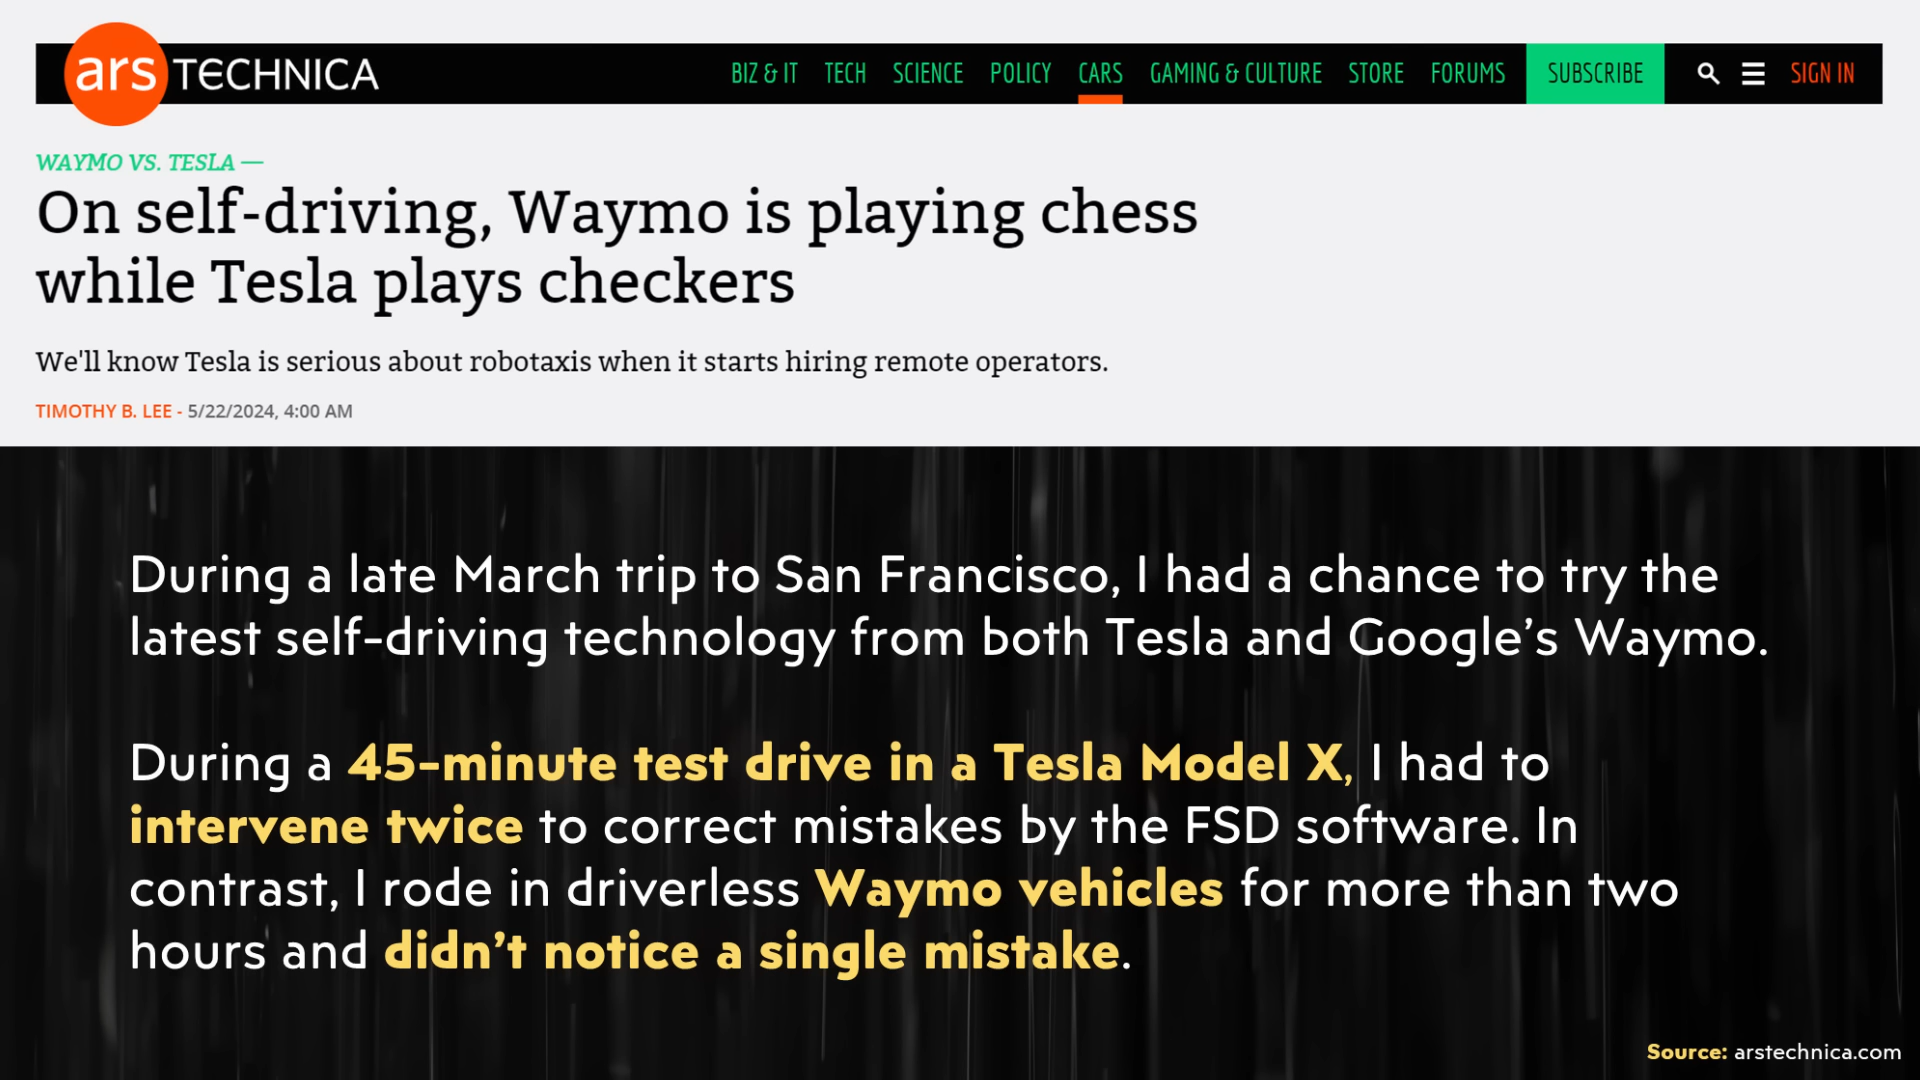 ars TECHNICA
BIZ & IT TECH SCIENCE POLICY CARS GAMING & CULTURE STORE FORUMS SUBSCRIBE SIGN IN
WAYMO VS. TESLA —
On self-driving, Waymo is playing chess
while Tesla plays checkers
We'll know Tesla is serious about robotaxis when it starts hiring remote operators.
TIMOTHY B. LEE - 5/22/2024, 4:00 AM
During a late March trip to San Francisco, I had a chance to try the
latest self-driving technology from both Tesla and Google’s Waymo.
During a 45-minute test drive in a Tesla Model X, I had to
intervene twice to correct mistakes by the FSD software. In
contrast, I rode in driverless Waymo vehicles for more than two
hours and didn’t notice a single mistake.
Source: arstechnica.com